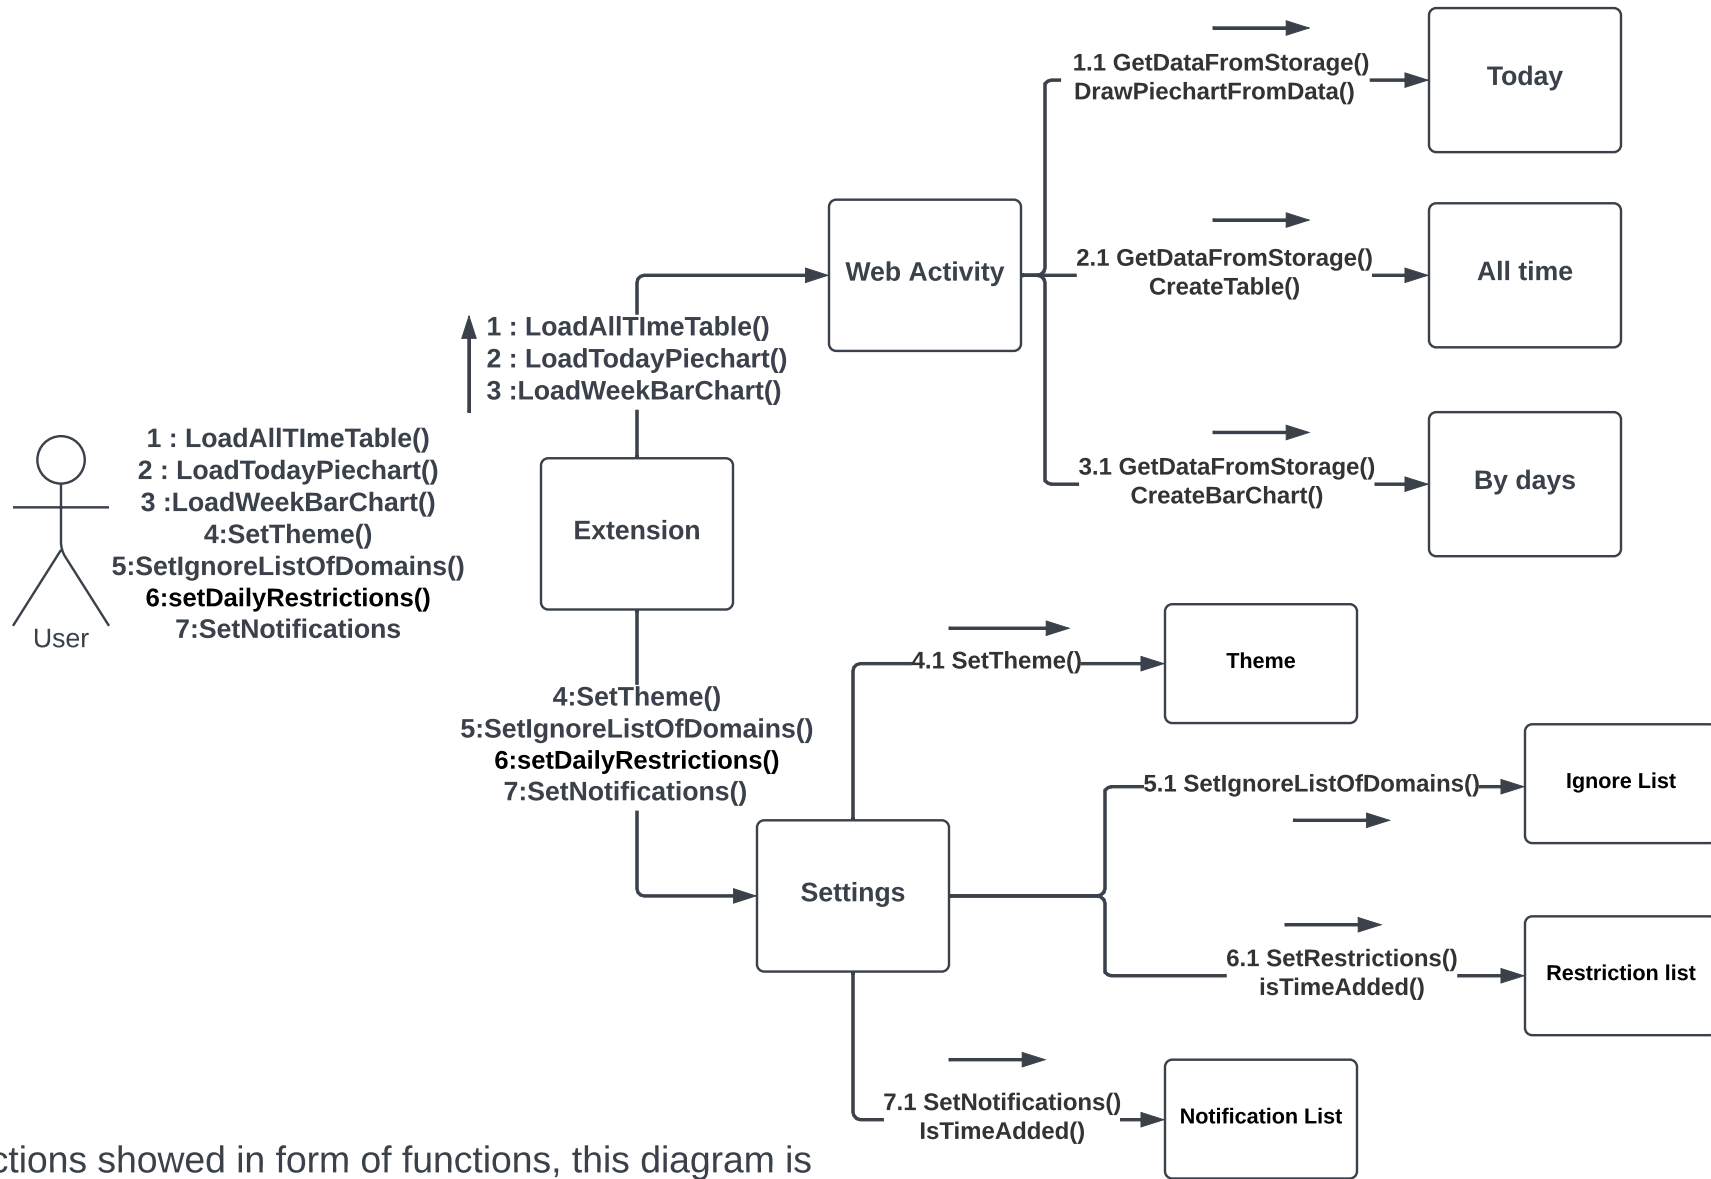 1.1 GetDataFromStorage()
DrawPiechartFromData()
Today
2.1 GetDataFromStorage()
CreateTable()
All time
Web Activity
1 : LoadAllTImeTable()
2 : LoadTodayPiechart()
3 :LoadWeekBarChart()
3.1 GetDataFromStorage()
CreateBarChart()
By days
1 : LoadAllTImeTable()
2 : LoadTodayPiechart()
3 :LoadWeekBarChart()
4:SetTheme()
5:SetIgnoreListOfDomains()
6:setDailyRestrictions()
7:SetNotifications
User
Extension
4:SetTheme()
5:SetIgnoreListOfDomains()
6:setDailyRestrictions()
7:SetNotifications()
4.1 SetTheme()
Theme
5.1 SetIgnoreListOfDomains()
Ignore List
Settings
6.1 SetRestrictions()
isTimeAdded()
Restriction list
7.1 SetNotifications()
IsTimeAdded()
Notification List
showed in form of functions, this diagram is